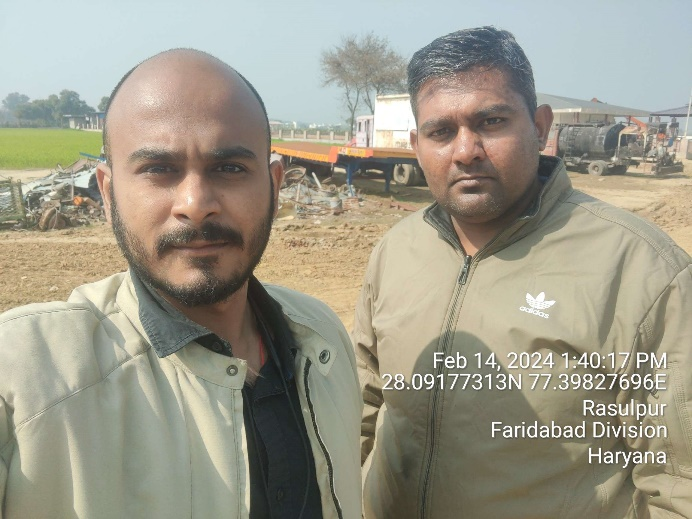 adidas
Feb 14, 2024 1:40:17 PM
28.09177313N 77.39827696E
Rasulpur
Faridabad Division
Haryana